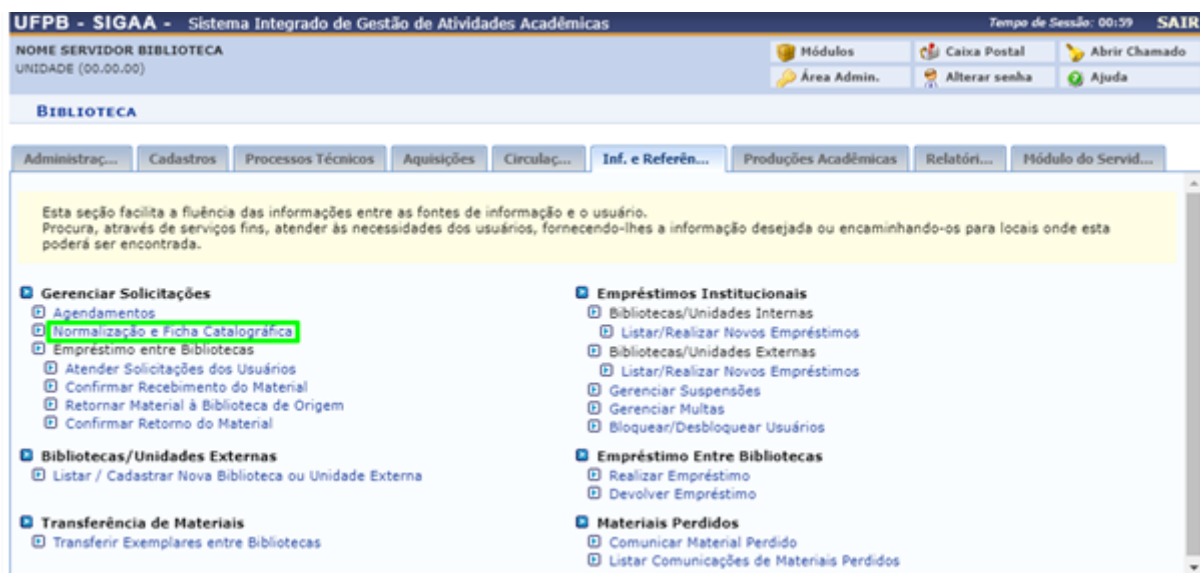 UFPB - SIGAA - Sistema Integrado de Gestão de Atividades Acadêmicas
Tempo de Sessão: 00:59 SAIR
NOME SERVIDOR BIBLIOTECA
UNIDADE (00.00.00)
Módulos
Caixa Postal
Abrir Chamado
Área Admin.
Alterar senha
Ajuda
BIBLIOTECA
Administraç...
Cadastros
Processos Técnicos
Aquisições
Circulaç...
Inf. e Referên...
Produções Acadêmicas
Relatóri...
Módulo do Servid...
Esta seção facilita a fluência das informações entre as fontes de informação e o usuário.
Procura, através de serviços fins, atender às necessidades dos usuários, fornecendo-lhes a informação desejada ou encaminhando-os para locais onde esta
poderá ser encontrada.
Gerenciar Solicitações
Agendamentos
Normalização e Ficha Catalográfica
Empréstimo entre Bibliotecas
Atender Solicitações dos Usuários
Confirmar Recebimento do Material
Retornar Material à Biblioteca de Origem
Confirmar Retorno do Material
Bibliotecas/Unidades Externas
Listar / Cadastrar Nova Biblioteca ou Unidade Externa
Transferência de Materiais
Transferir Exemplares entre Bibliotecas
Empréstimos Institucionais
Bibliotecas/Unidades Internas
Listar/Realizar Novos Empréstimos
Bibliotecas/Unidades Externas
Listar/Realizar Novos Empréstimos
Gerenciar Suspensões
Gerenciar Multas
Bloquear/Desbloquear Usuários
Empréstimo Entre Bibliotecas
Realizar Empréstimo
Devolver Empréstimo
Materiais Perdidos
Comunicar Material Perdido
Listar Comunicações de Materiais Perdidos